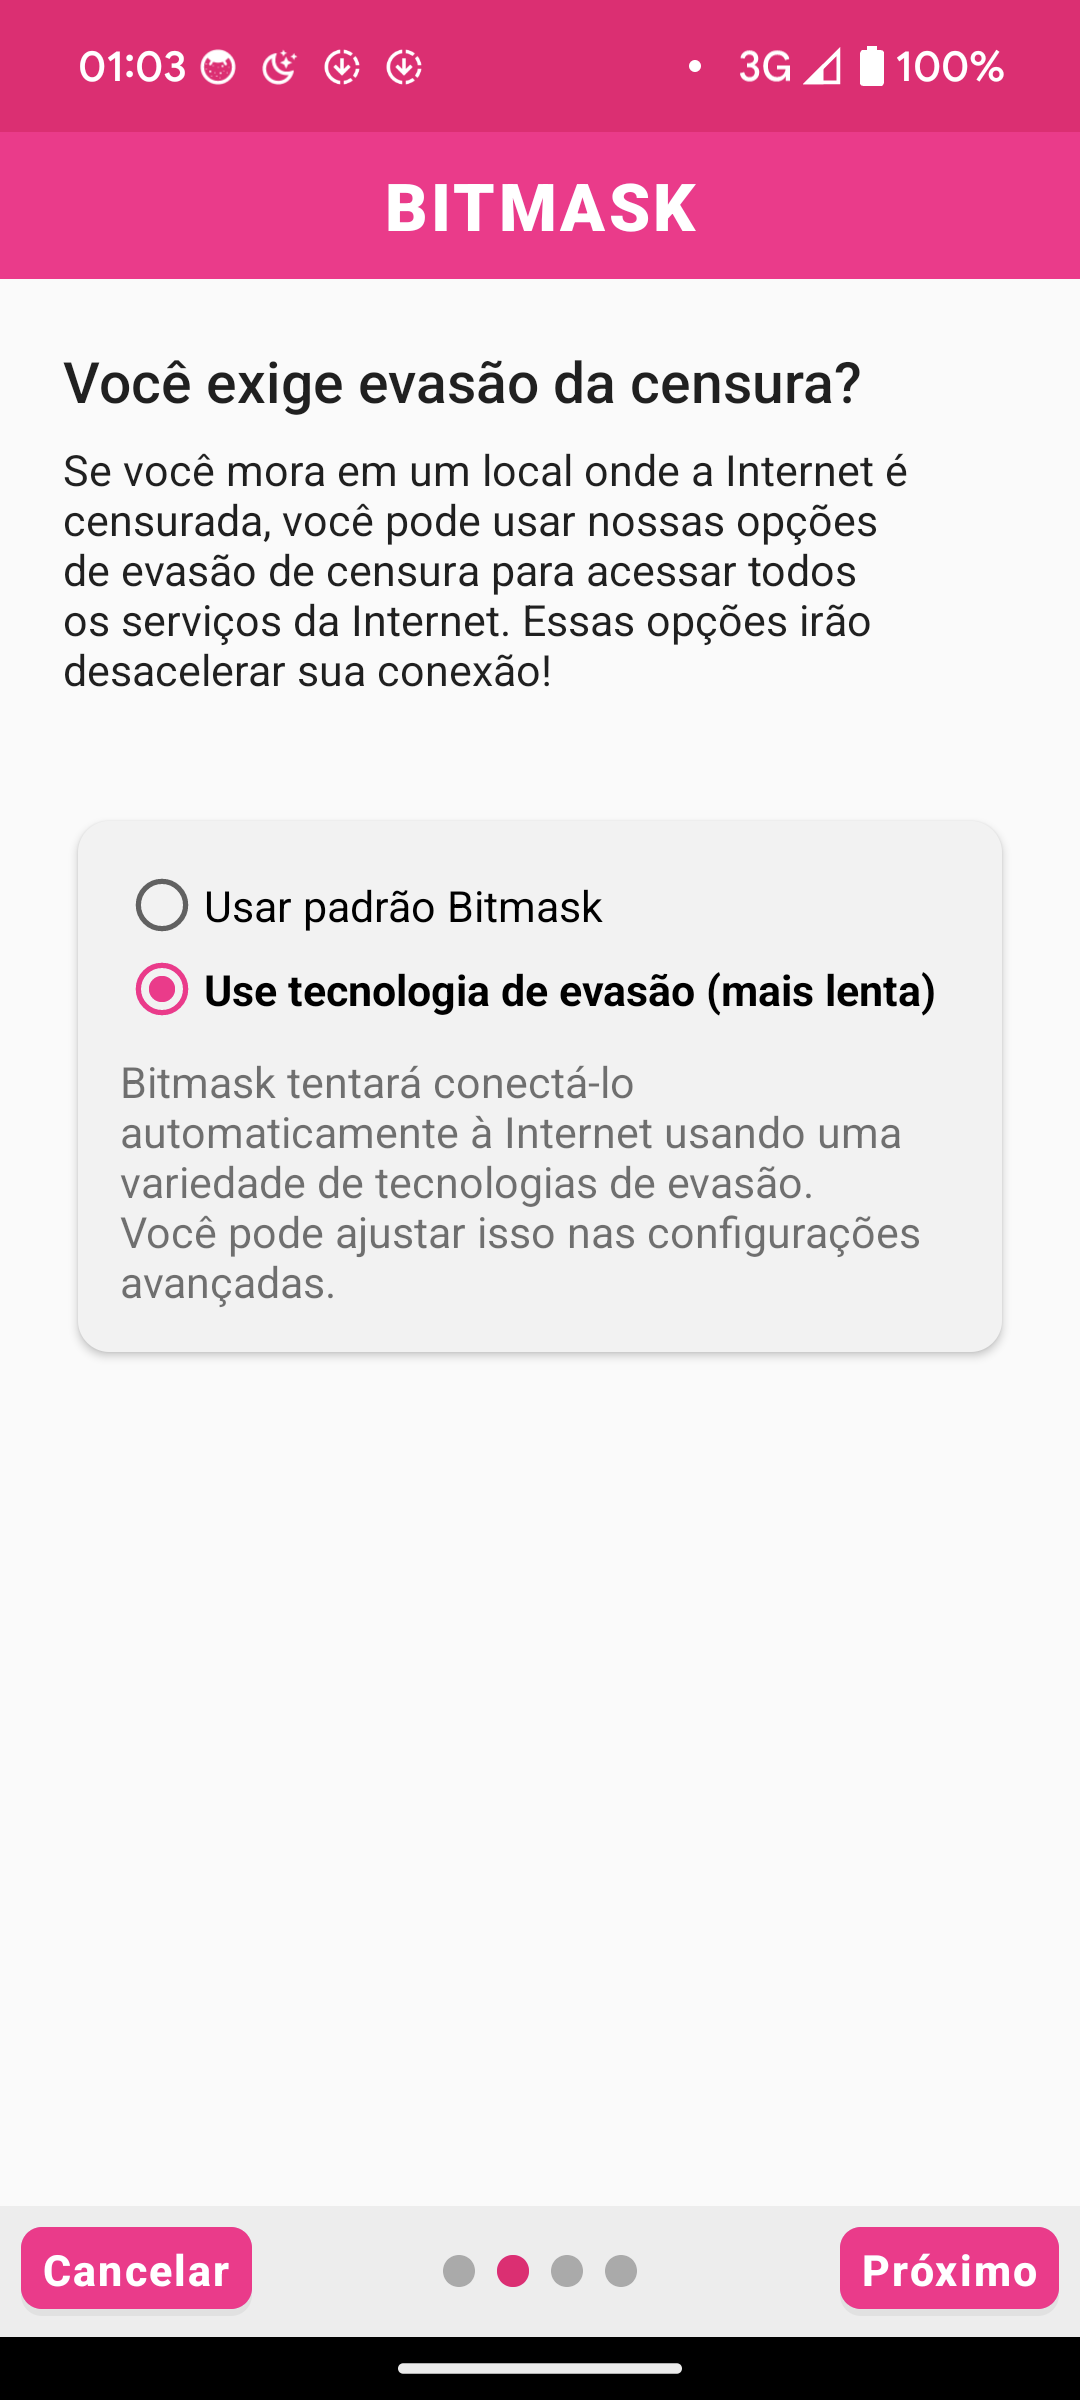 01:03
3G 100%
BITMASK
Você exige evasão da censura?
Se você mora em um local onde a Internet é
censurada, você pode usar nossas opções
de evasão de censura para acessar todos
os serviços da Internet. Essas opções irão
desacelerar sua conexão!
Usar padrão Bitmask
Use tecnologia de evasão (mais lenta)
Bitmask tentará conectá-lo
automaticamente à Internet usando uma
variedade de tecnologias de evasão.
Você pode ajustar isso nas configurações
avançadas.
Cancelar
Próximo